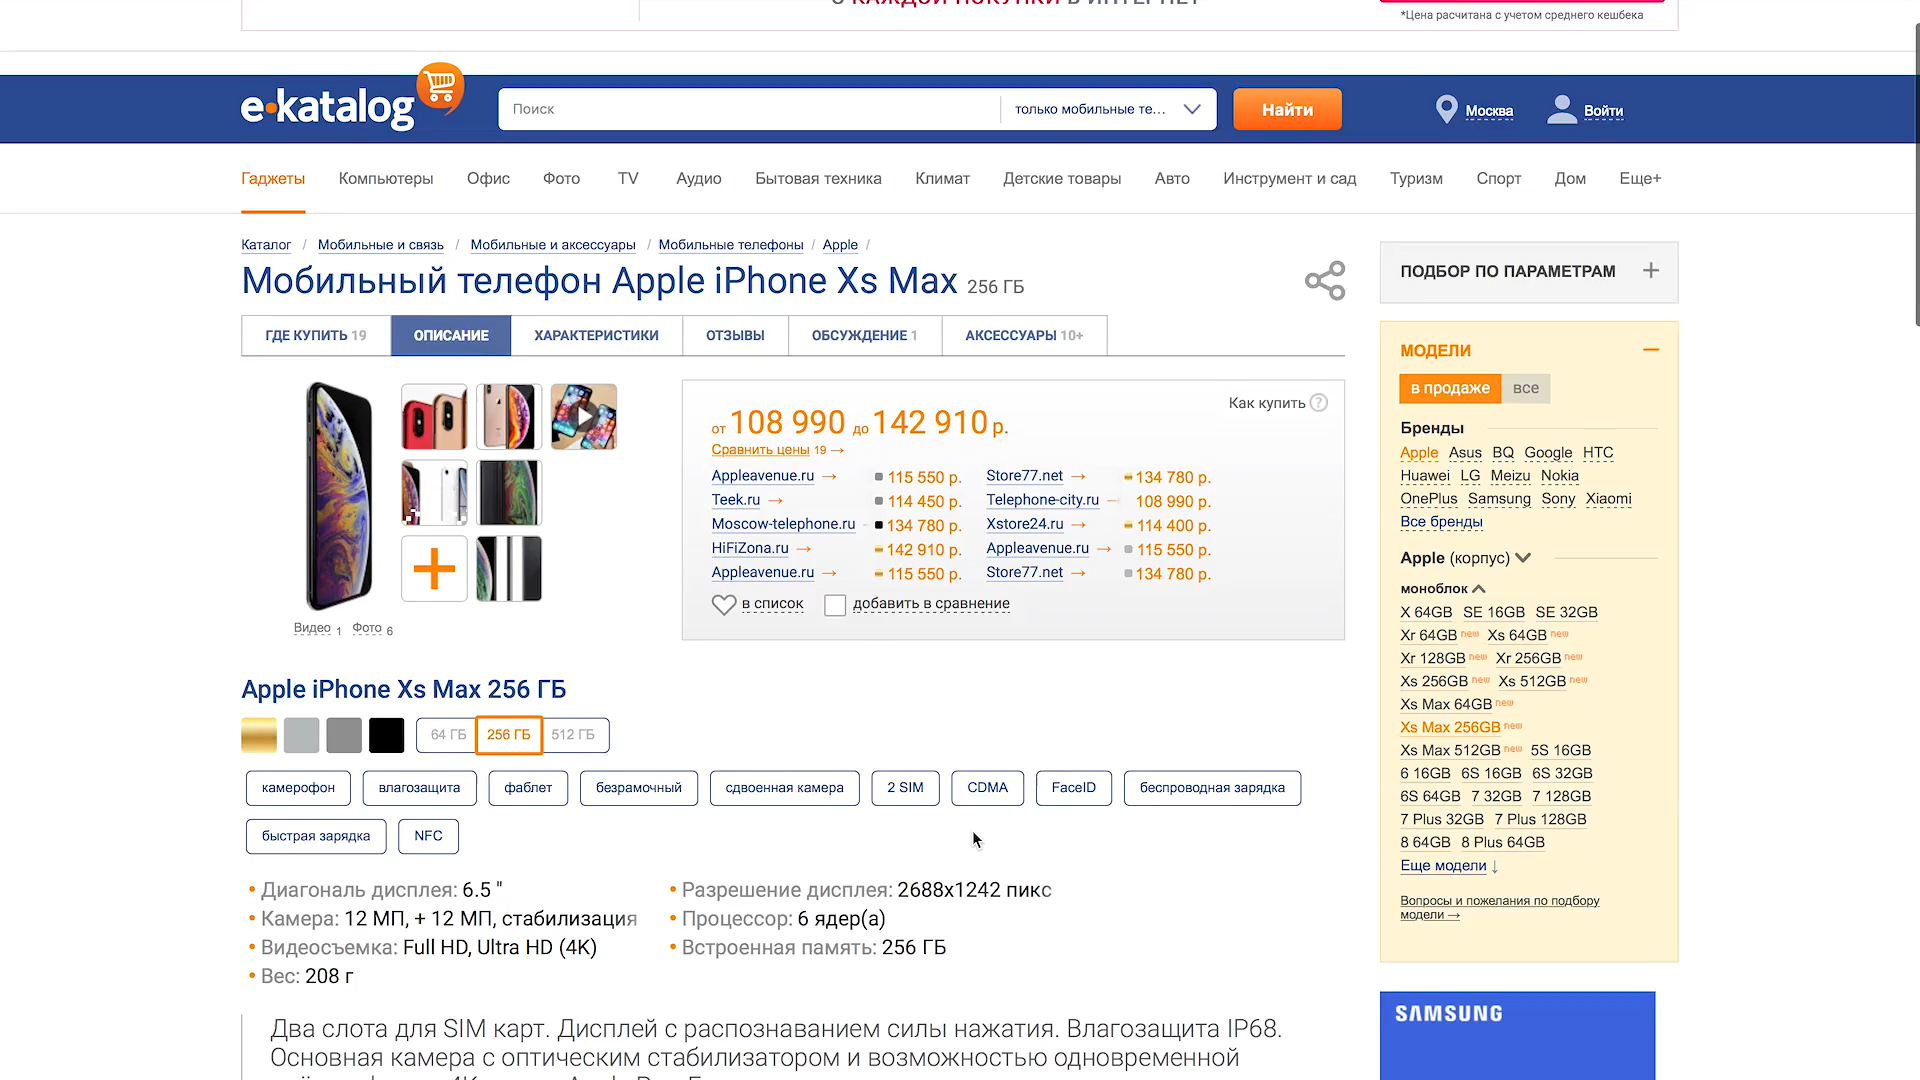 *Цена расчитана с учетом среднего кешбека
e·katalog
Поиск
только мобильные те...
Найти
Москва
Войти
Гаджеты Компьютеры Офис Фото TV Аудио Бытовая техника Климат Детские товары Авто Инструмент и сад Туризм Спорт Дом Еще+
Каталог / Мобильные и связь / Мобильные и аксессуары / Мобильные телефоны / Apple /
Мобильный телефон Apple iPhone Xs Max 256 ГБ
ГДЕ КУПИТЬ 19 ОПИСАНИЕ ХАРАКТЕРИСТИКИ ОТЗЫВЫ ОБСУЖДЕНИЕ 1 АКСЕССУАРЫ 10+
Как купить ?
от 108 990 до 142 910 р.
Сравнить цены 19 →
Appleavenue.ru → 115 550 р. Store77.net → 134 780 р.
Teek.ru → 114 450 р. Telephone-city.ru 108 990 р.
Moscow-telephone.ru 134 780 р. Xstore24.ru → 114 400 р.
HiFiZona.ru → 142 910 р. Appleavenue.ru → 115 550 р.
Appleavenue.ru → 115 550 р. Store77.net → 134 780 р.
в список добавить в сравнение
Видео 1 Фото 6
Apple iPhone Xs Max 256 ГБ
64 ГБ 256 ГБ 512 ГБ
камерофон влагозащита фаблет безрамочный сдвоенная камера 2 SIM CDMA FaceID беспроводная зарядка
быстрая зарядка NFC
• Диагональ дисплея: 6.5 "
• Камера: 12 МП, + 12 МП, стабилизация
• Видеосъемка: Full HD, Ultra HD (4K)
• Вес: 208 г
• Разрешение дисплея: 2688x1242 пикс
• Процессор: 6 ядер(а)
• Встроенная память: 256 ГБ
Два слота для SIM карт. Дисплей с распознаванием силы нажатия. Влагозащита IP68.
Основная камера с оптическим стабилизатором и возможностью одновременной
ПОДБОР ПО ПАРАМЕТРАМ +
МОДЕЛИ
в продаже все
Бренды
Apple Asus BQ Google HTC
Huawei LG Meizu Nokia
OnePlus Samsung Sony Xiaomi
Все бренды
Apple (корпус)
моноблок
X 64GB SE 16GB SE 32GB
Xr 64GB new Xs 64GB new
Xr 128GB new Xr 256GB new
Xs 256GB new Xs 512GB new
Xs Max 64GB new
Xs Max 256GB new
Xs Max 512GB new 5S 16GB
6 16GB 6S 16GB 6S 32GB
6S 64GB 7 32GB 7 128GB
7 Plus 32GB 7 Plus 128GB
8 64GB 8 Plus 64GB
Еще модели ↓
Вопросы и пожелания по подбору
модели →
SAMSUNG